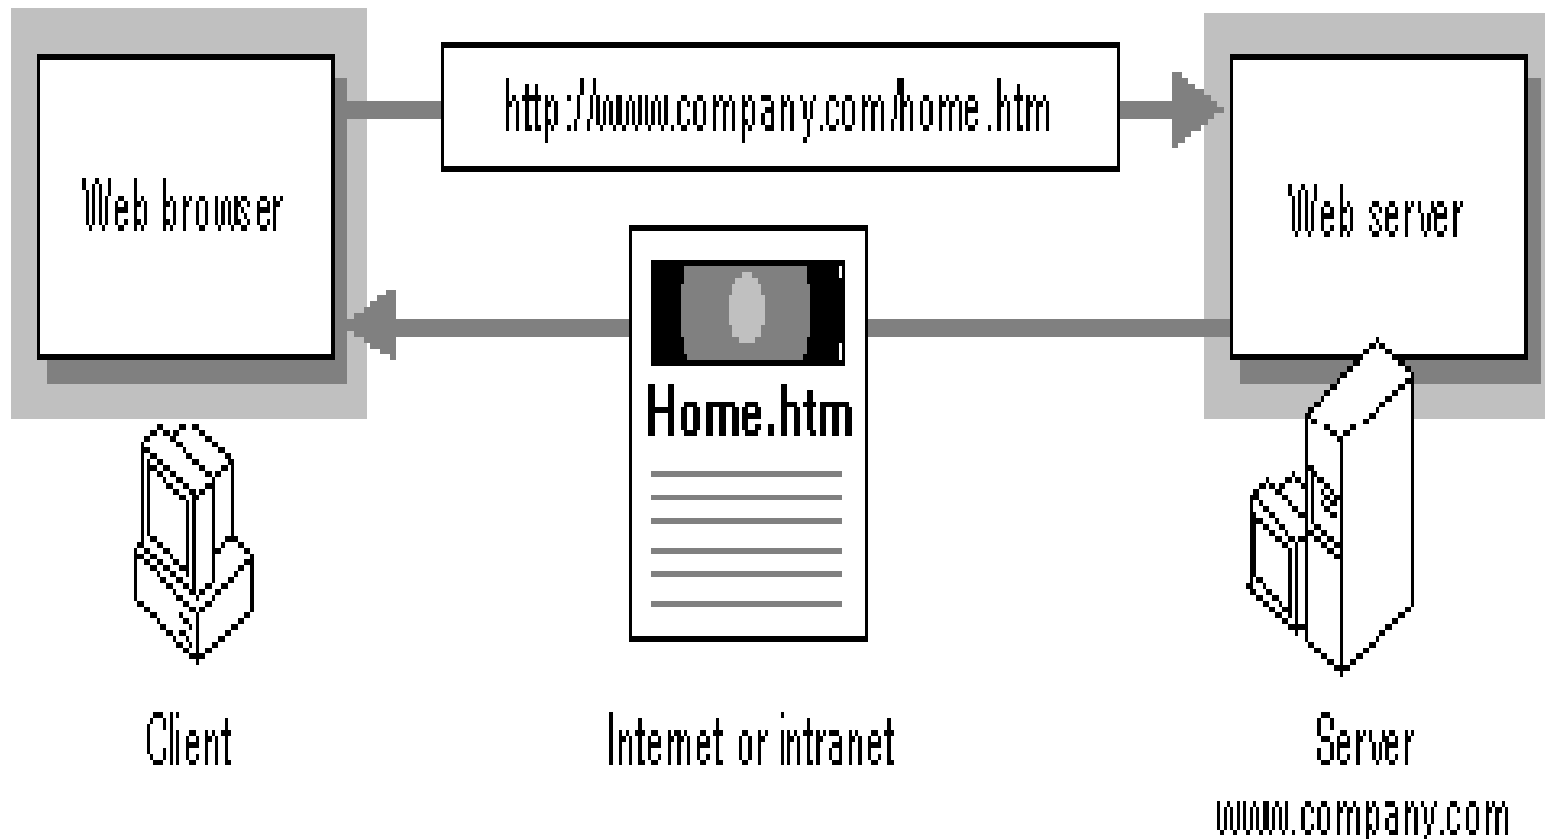 http://www.company.com/home.htm
Web browser
Web server
Home.htm
Client
Internet or intranet
Server
www.company.com